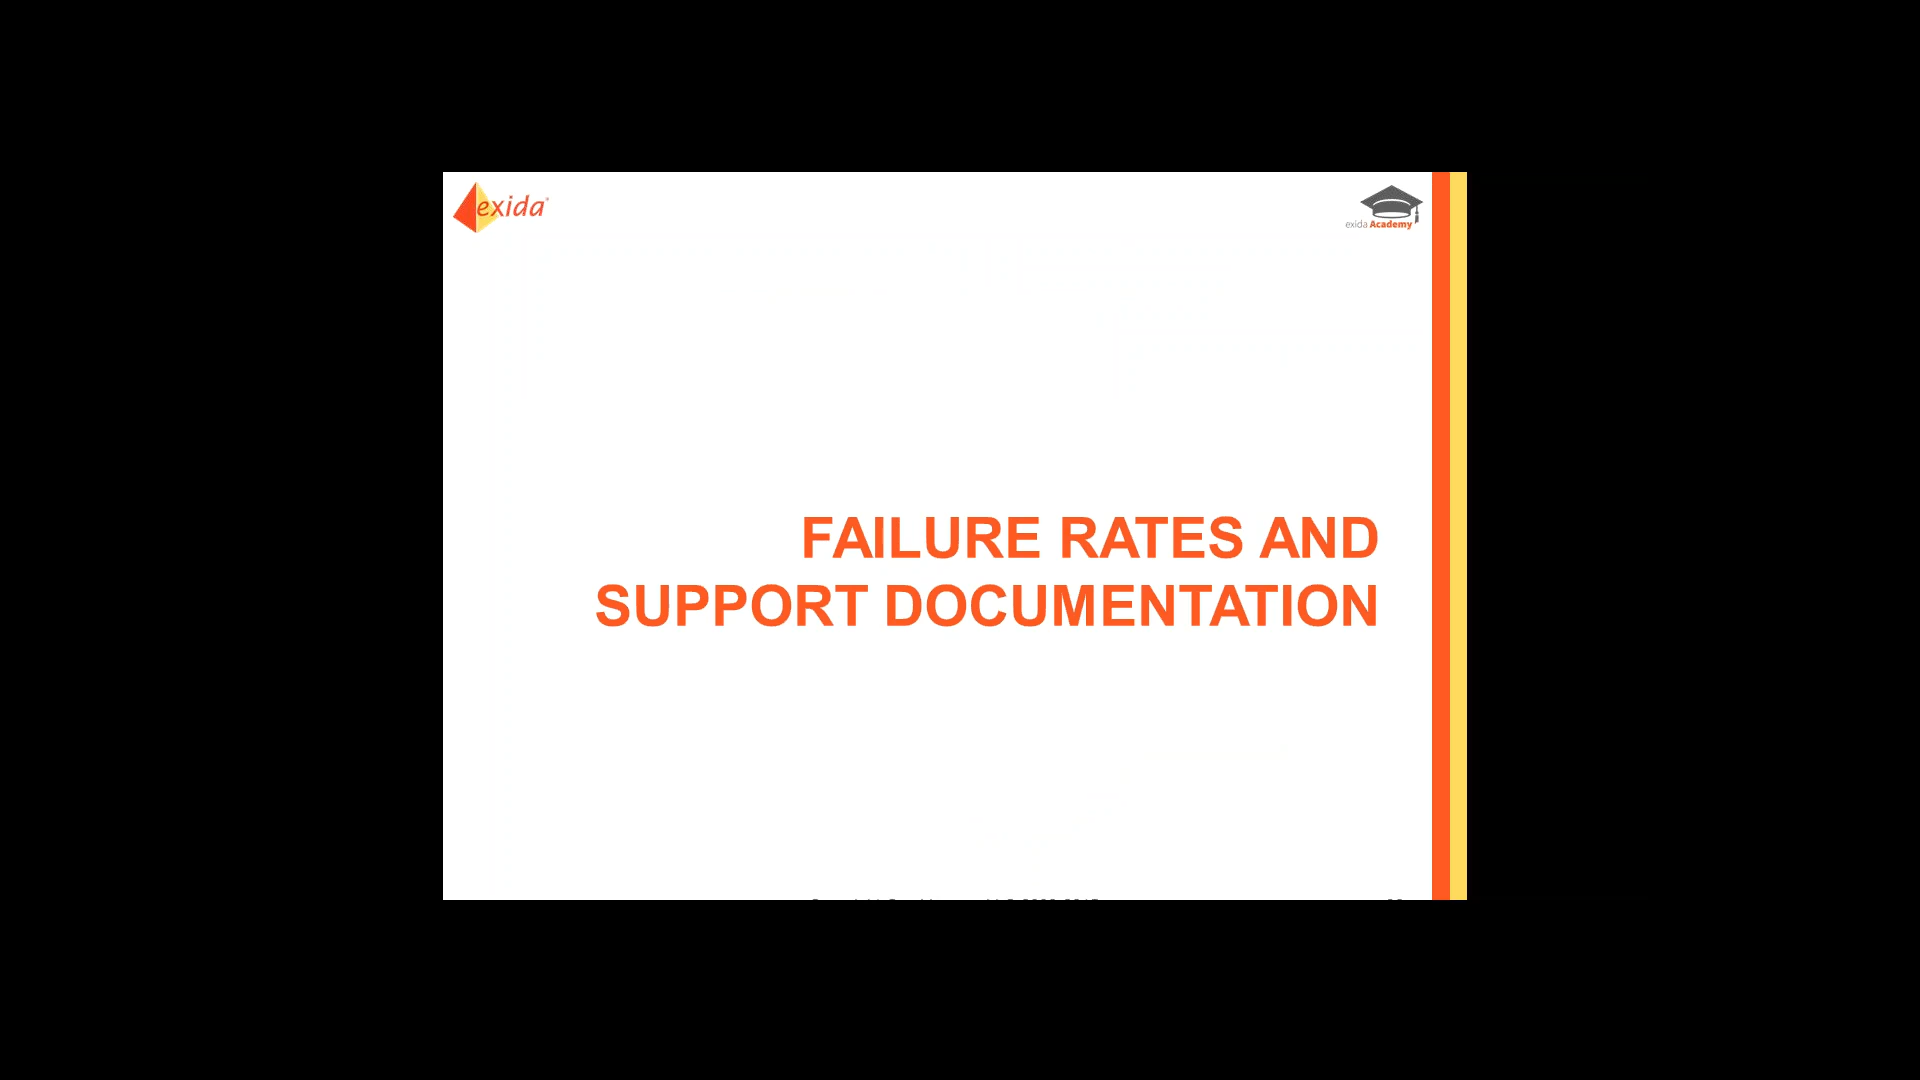 exida
exida Academy
FAILURE RATES AND
SUPPORT DOCUMENTATION